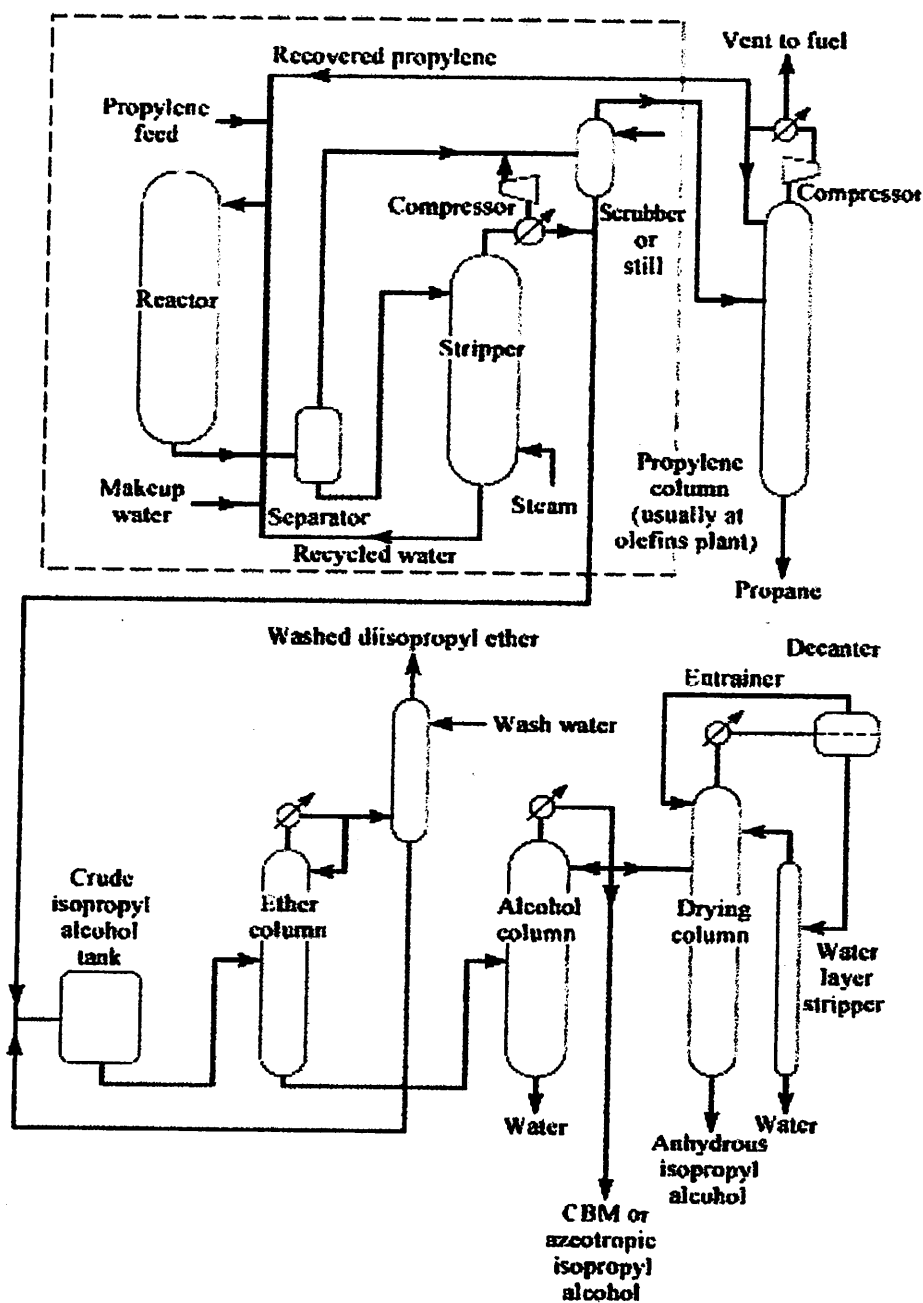 Recovered propylene
Vent to fuel
Propylene
feed
Compressor
Compressor
Scrubber
or
still
Reactor
Stripper
Makeup
water
Separator
Steam
Recycled water
Propylene
column
(usually at
olefins plant)
Propane
Washed diisopropyl ether
Decanter
Entrainer
Wash water
Crude
isopropyl
alcohol
tank
Ether
column
Alcohol
column
Drying
column
Water
layer
stripper
Water
Anhydrous
isopropyl
alcohol
Water
CBM or
azeotropic
isopropyl
alcohol